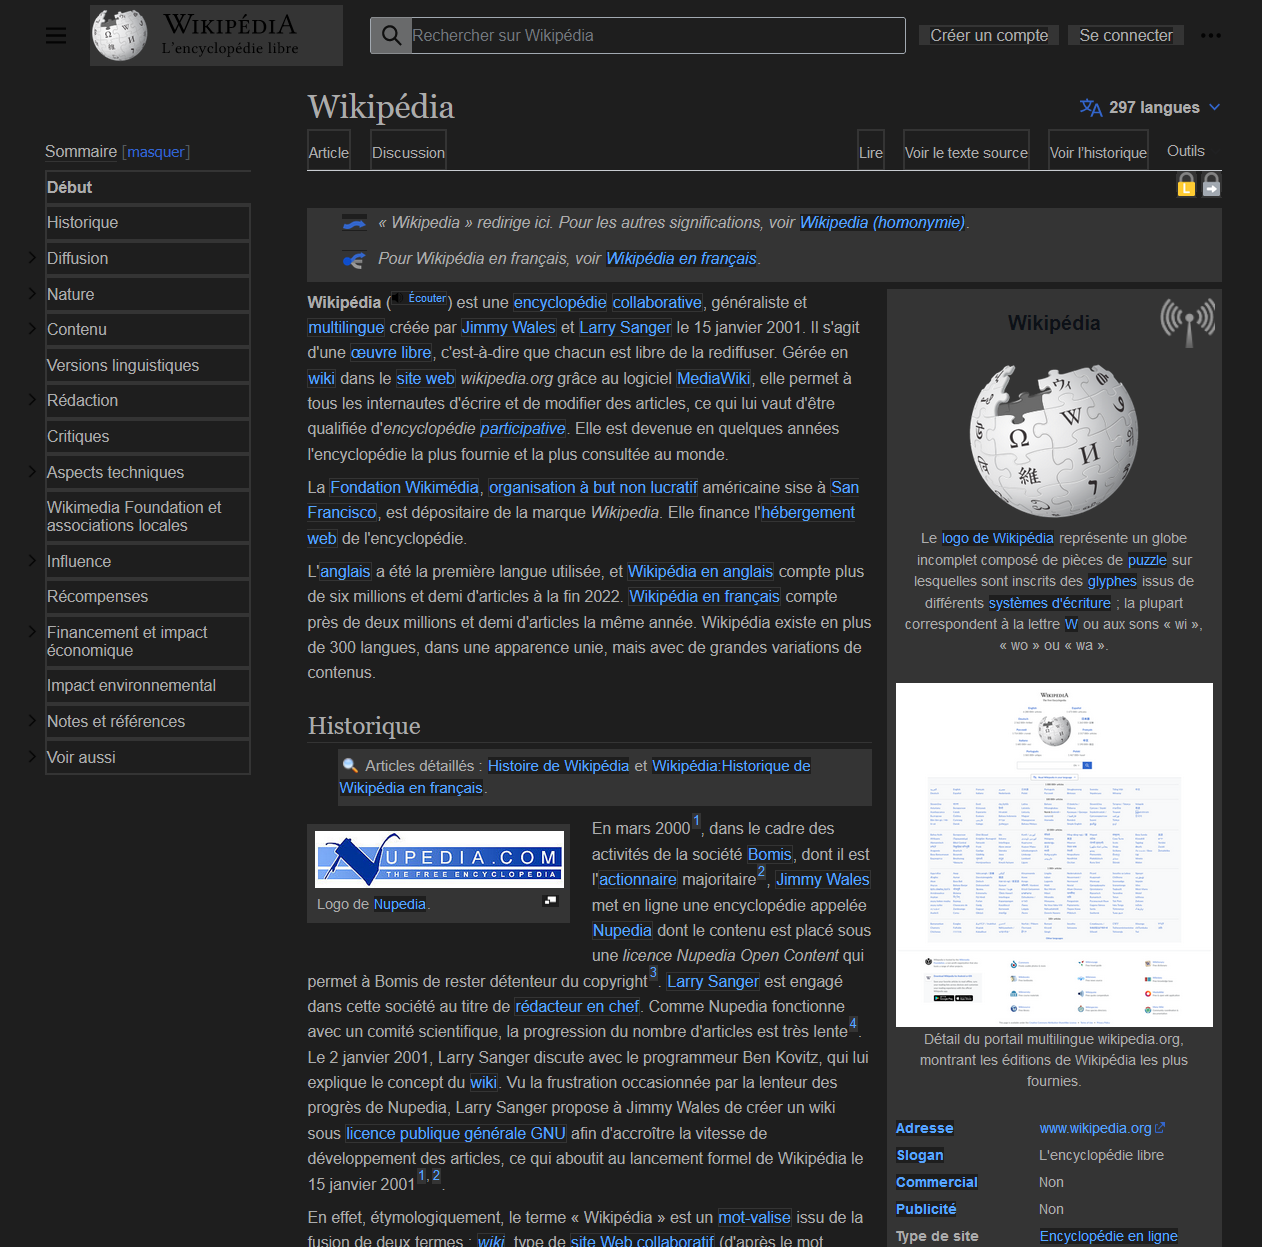 WIKIPÉDIA
L'encyclopédie libre
Rechercher sur Wikipédia
Créer un compte
Se connecter
Wikipédia
297 langues
Article
Discussion
Lire
Voir le texte source
Voir l'historique
Outils
Sommaire [masquer]
Début
Historique
Diffusion
Nature
Contenu
Versions linguistiques
Rédaction
Critiques
Aspects techniques
Wikimedia Foundation et
associations locales
Influence
Récompenses
Financement et impact
économique
Impact environnemental
Notes et références
Voir aussi
« Wikipedia » redirige ici. Pour les autres significations, voir Wikipedia (homonymie).
Pour Wikipédia en français, voir Wikipédia en français.
Wikipédia (Écouter) est une encyclopédie collaborative, généraliste et
multilingue créée par Jimmy Wales et Larry Sanger le 15 janvier 2001. Il s'agit
d'une œuvre libre, c'est-à-dire que chacun est libre de la rediffuser. Gérée en
wiki dans le site web wikipedia.org grâce au logiciel MediaWiki, elle permet à
tous les internautes d'écrire et de modifier des articles, ce qui lui vaut d'être
qualifiée d'encyclopédie participative. Elle est devenue en quelques années
l'encyclopédie la plus fournie et la plus consultée au monde.
La Fondation Wikimédia, organisation à but non lucratif américaine sise à San
Francisco, est dépositaire de la marque Wikipedia. Elle finance l'hébergement
web de l'encyclopédie.
L'anglais a été la première langue utilisée, et Wikipédia en anglais compte plus
de six millions et demi d'articles à la fin 2022. Wikipédia en français compte
près de deux millions et demi d'articles la même année. Wikipédia existe en plus
de 300 langues, dans une apparence unie, mais avec de grandes variations de
contenus.
Historique
Articles détaillés : Histoire de Wikipédia et Wikipédia:Historique de
Wikipédia en français.
NUPEDIA.COM
THE FREE ENCYCLOPEDIA
Logo de Nupedia.
En mars 2000 1, dans le cadre des
activités de la société Bomis, dont il est
l'actionnaire majoritaire 2, Jimmy Wales
met en ligne une encyclopédie appelée
Nupedia dont le contenu est placé sous
une licence Nupedia Open Content qui
permet à Bomis de rester détenteur du copyright 3. Larry Sanger est engagé
dans cette société au titre de rédacteur en chef. Comme Nupedia fonctionne
avec un comité scientifique, la progression du nombre d'articles est très lente 4.
Le 2 janvier 2001, Larry Sanger discute avec le programmeur Ben Kovitz, qui lui
explique le concept du wiki. Vu la frustration occasionnée par la lenteur des
progrès de Nupedia, Larry Sanger propose à Jimmy Wales de créer un wiki
sous licence publique générale GNU afin d'accroître la vitesse de
développement des articles, ce qui aboutit au lancement formel de Wikipédia le
15 janvier 2001 1, 2.
En effet, étymologiquement, le terme « Wikipédia » est un mot-valise issu de la
fusion de deux termes : wiki, type de site Web collaboratif (d'après le mot
Wikipédia
Le logo de Wikipédia représente un globe
incomplet composé de pièces de puzzle sur
lesquelles sont inscrits des glyphes issus de
différents systèmes d'écriture ; la plupart
correspondent à la lettre W ou aux sons « wi »,
« wo » ou « wa ».
Détail du portail multilingue wikipedia.org,
montrant les éditions de Wikipédia les plus
fournies.
Adresse www.wikipedia.org
Slogan L'encyclopédie libre
Commercial Non
Publicité Non
Type de site Encyclopédie en ligne